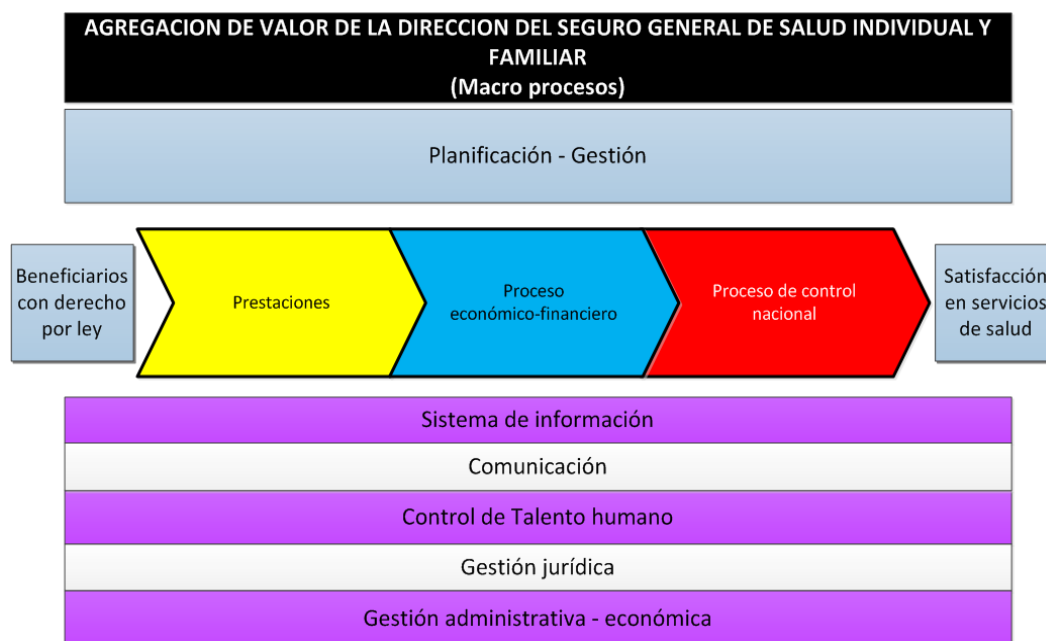 AGREGACION DE VALOR DE LA DIRECCION DEL SEGURO GENERAL DE SALUD INDIVIDUAL Y
FAMILIAR
(Macro procesos)
Planificación - Gestión
Beneficiarios
con derecho
por ley
Prestaciones
Proceso
económico-financiero
Proceso de control
nacional
Satisfacción
en servicios
de salud
Sistema de información
Comunicación
Control de Talento humano
Gestión jurídica
Gestión administrativa - económica